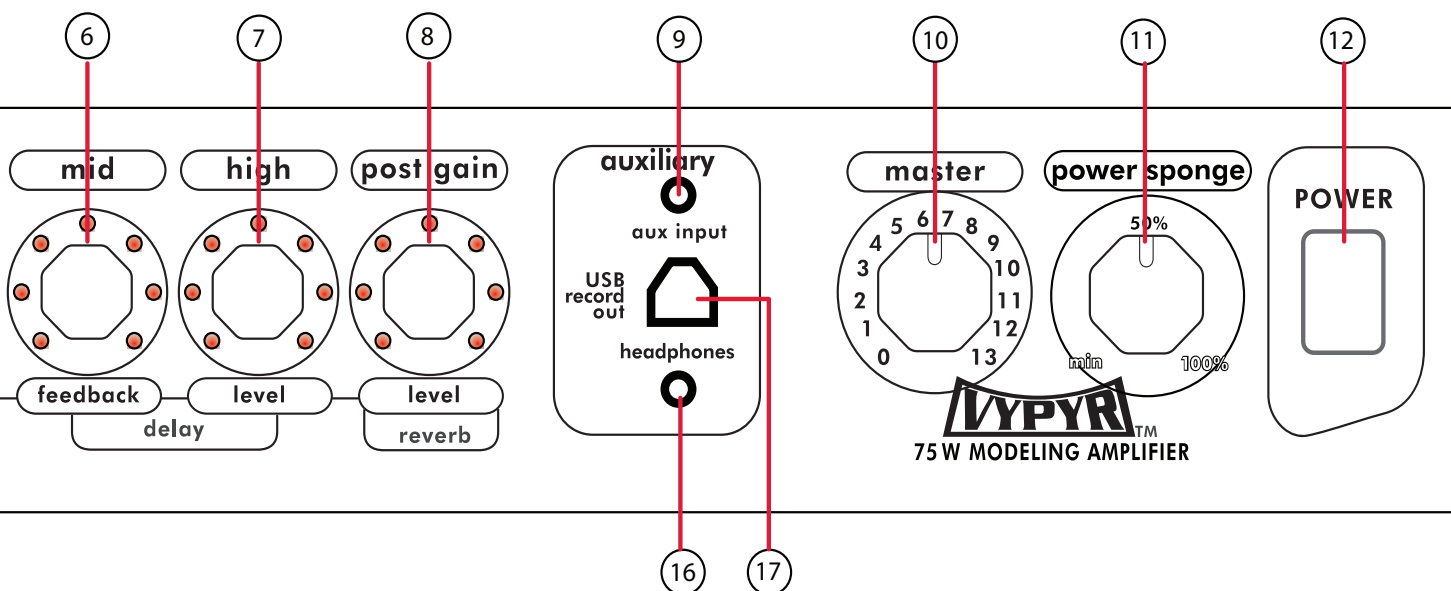 6 7 8 9 10 11 12
mid high post gain
feedback level level
delay reverb
auxiliary
aux input
USB
record
out
headphones
master
0 1 2 3 4 5 6 7 8 9 10 11 12 13
power sponge
50%
min 100%
VYPYR TM
75 W MODELING AMPLIFIER
POWER
16 17